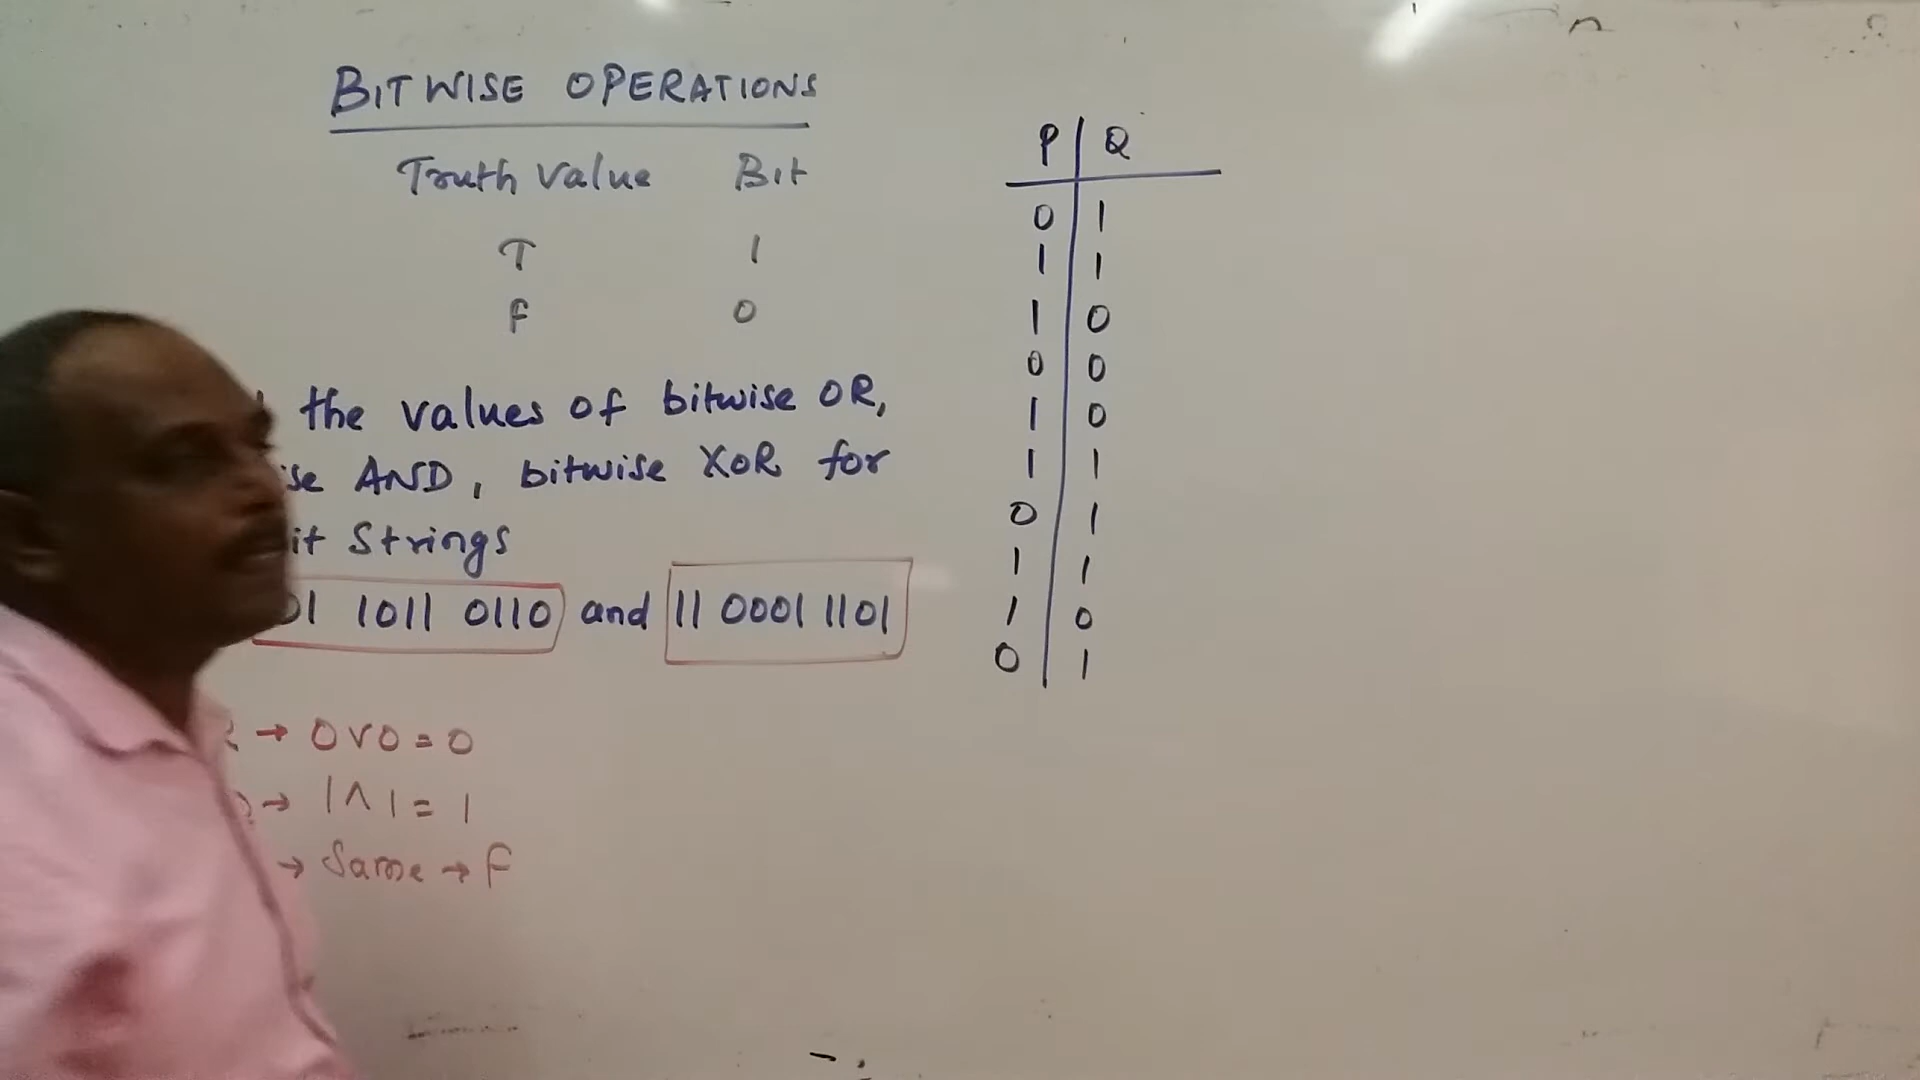 BITWISE OPERATIONS
Truth value Bit
T 1
F 0
the values of bitwise OR,
AND, bitwise XOR for
Strings
1011 0110 and 11 0001 1101
→ 0 ∨ 0 = 0
→ 1 ∧ 1 = 1
→ Same → F
P Q
0 1
1 1
1 0
0 0
1 0
1 1
0 1
1 1
1 0
0 1